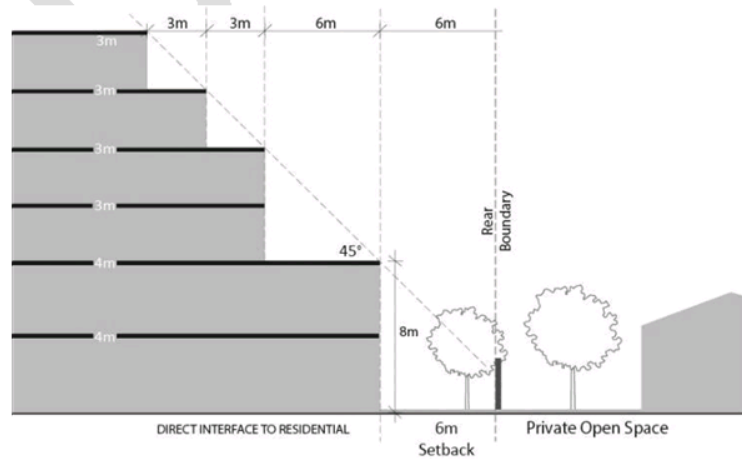 3m 3m 6m 6m
3m
3m
3m
3m
45°
4m
4m
8m
Rear
Boundary
DIRECT INTERFACE TO RESIDENTIAL
6m
Setback
Private Open Space